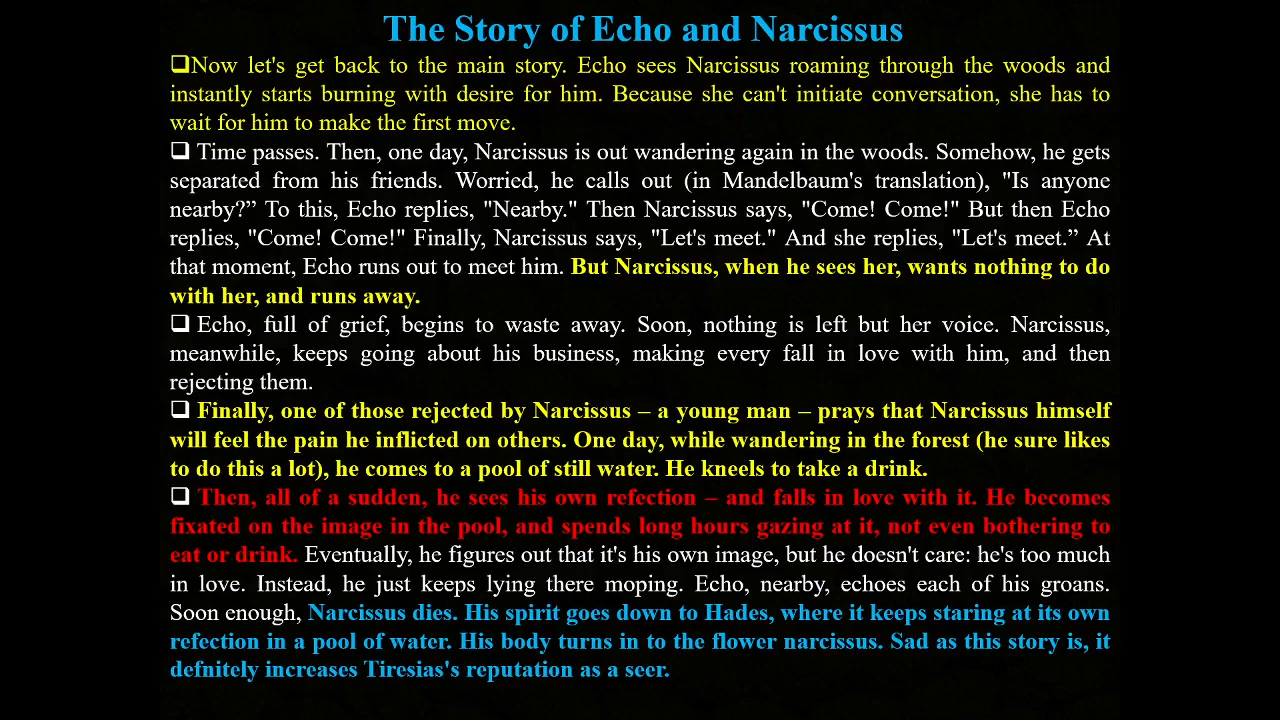 The Story of Echo and Narcissus
❑Now let's get back to the main story. Echo sees Narcissus roaming through the woods and
instantly starts burning with desire for him. Because she can't initiate conversation, she has to
wait for him to make the first move.
❑ Time passes. Then, one day, Narcissus is out wandering again in the woods. Somehow, he gets
separated from his friends. Worried, he calls out (in Mandelbaum's translation), "Is anyone
nearby?” To this, Echo replies, "Nearby." Then Narcissus says, "Come! Come!" But then Echo
replies, "Come! Come!" Finally, Narcissus says, "Let's meet." And she replies, "Let's meet.” At
that moment, Echo runs out to meet him. But Narcissus, when he sees her, wants nothing to do
with her, and runs away.
❑ Echo, full of grief, begins to waste away. Soon, nothing is left but her voice. Narcissus,
meanwhile, keeps going about his business, making every fall in love with him, and then
rejecting them.
❑ Finally, one of those rejected by Narcissus – a young man – prays that Narcissus himself
will feel the pain he inflicted on others. One day, while wandering in the forest (he sure likes
to do this a lot), he comes to a pool of still water. He kneels to take a drink.
❑ Then, all of a sudden, he sees his own refection – and falls in love with it. He becomes
fixated on the image in the pool, and spends long hours gazing at it, not even bothering to
eat or drink. Eventually, he figures out that it's his own image, but he doesn't care: he's too much
in love. Instead, he just keeps lying there moping. Echo, nearby, echoes each of his groans.
Soon enough, Narcissus dies. His spirit goes down to Hades, where it keeps staring at its own
refection in a pool of water. His body turns in to the flower narcissus. Sad as this story is, it
defnitely increases Tiresias's reputation as a seer.